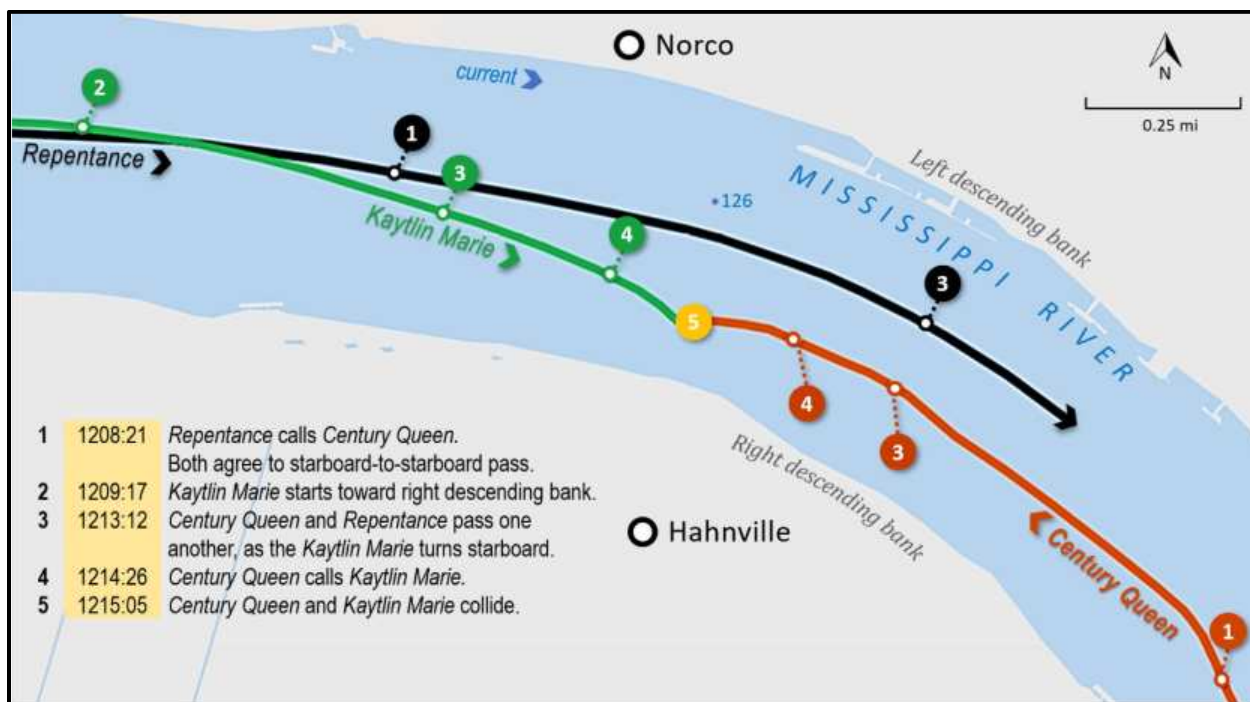 Norco
N
0.25 mi
current
2
1
Repentance
3
Kaytlin Marie
4
126
Left descending bank
MISSISSIPPI RIVER
3
5
4
3
Right descending bank
Hahnville
Century Queen
1
1 1208:21 Repentance calls Century Queen.
Both agree to starboard-to-starboard pass.
2 1209:17 Kaytlin Marie starts toward right descending bank.
3 1213:12 Century Queen and Repentance pass one
another, as the Kaytlin Marie turns starboard.
4 1214:26 Century Queen calls Kaytlin Marie.
5 1215:05 Century Queen and Kaytlin Marie collide.